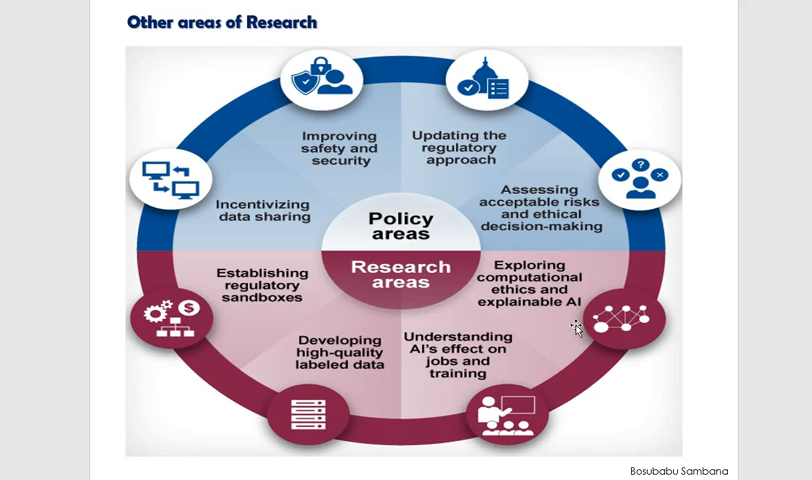 Other areas of Research
Improving
safety and
security
Updating the
regulatory
approach
Incentivizing
data sharing
Assessing
acceptable risks
and ethical
decision-making
Policy
areas
Research
areas
Establishing
regulatory
sandboxes
Exploring
computational
ethics and
explainable AI
Developing
high-quality
labeled data
Understanding
AI's effect on
jobs and
training
Bosubabu Sambana